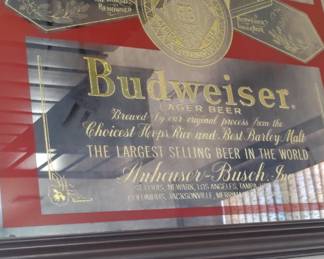 Budweiser®
LAGER BEER
Brewed by our original process from the
Choicest Hops Rice and Best Barley Malt
THE LARGEST SELLING BEER IN THE WORLD
Anheuser-Busch, Inc
ST. LOUIS, NEWARK, LOS ANGELES, TAMPA,
COLUMBUS, JACKSONVILLE, MERRIM